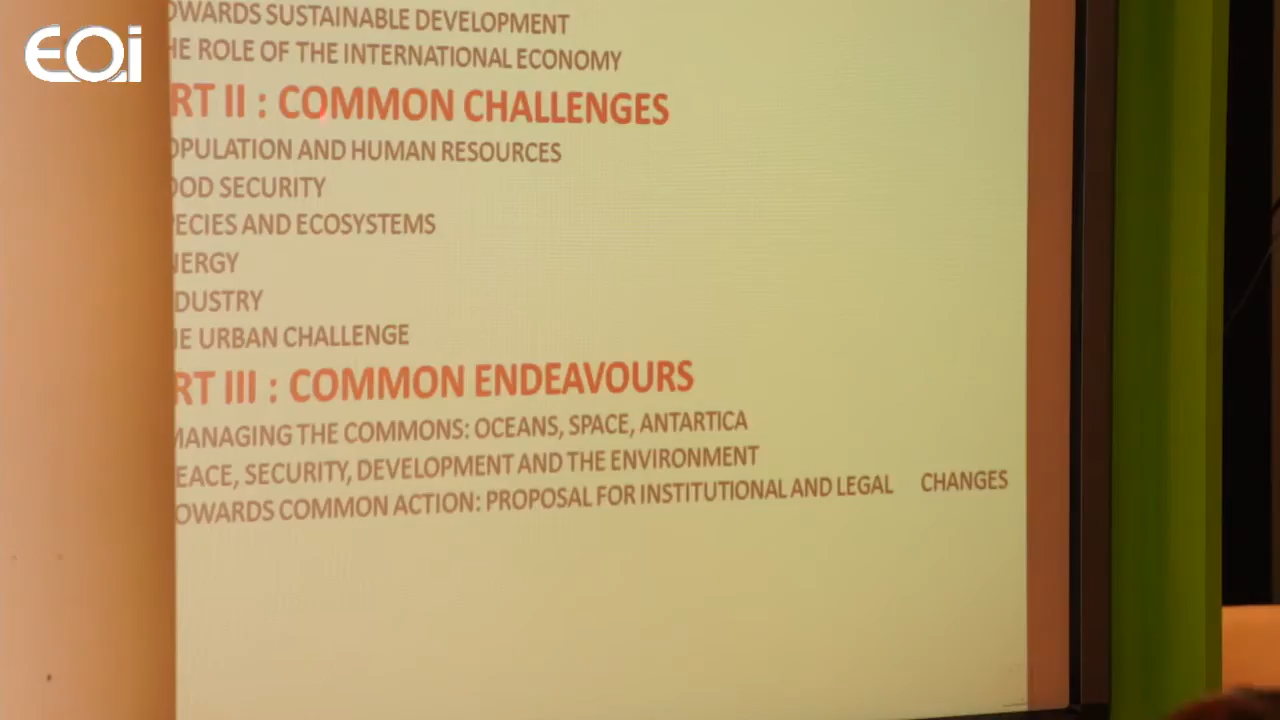 EOi
OWARDS SUSTAINABLE DEVELOPMENT
HE ROLE OF THE INTERNATIONAL ECONOMY
RT II : COMMON CHALLENGES
OPULATION AND HUMAN RESOURCES
OOD SECURITY
ECIES AND ECOSYSTEMS
NERGY
DUSTRY
HE URBAN CHALLENGE
RT III : COMMON ENDEAVOURS
MANAGING THE COMMONS: OCEANS, SPACE, ANTARTICA
EACE, SECURITY, DEVELOPMENT AND THE ENVIRONMENT
OWARDS COMMON ACTION: PROPOSAL FOR INSTITUTIONAL AND LEGAL CHANGES